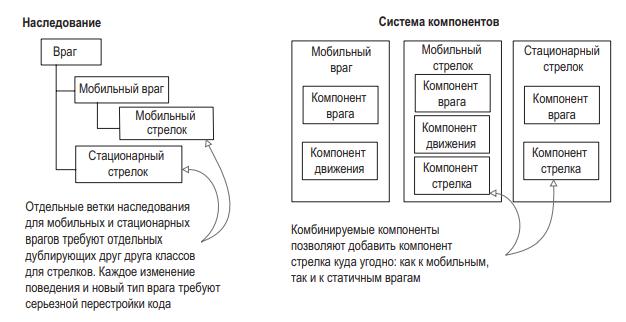 Наследование
Враг
Мобильный враг
Мобильный
стрелок
Стационарный
стрелок
Отдельные ветки наследования
для мобильных и стационарных
врагов требуют отдельных
дублирующих друг друга классов
для стрелков. Каждое изменение
поведения и новый тип врага требуют
серьезной перестройки кода
Система компонентов
Мобильный
враг
Компонент
врага
Компонент
движения
Мобильный
стрелок
Компонент
врага
Компонент
движения
Компонент
стрелка
Стационарный
стрелок
Компонент
врага
Компонент
стрелка
Комбинируемые компоненты
позволяют добавить компонент
стрелка куда угодно: как к мобильным,
так и к статичным врагам